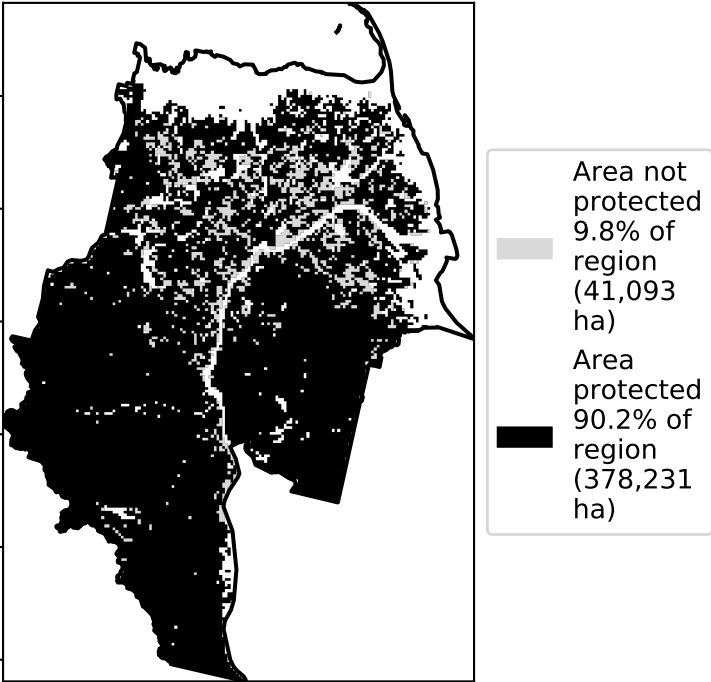 Area not
protected
9.8% of
region
(41,093
ha)
Area
protected
90.2% of
region
(378,231
ha)